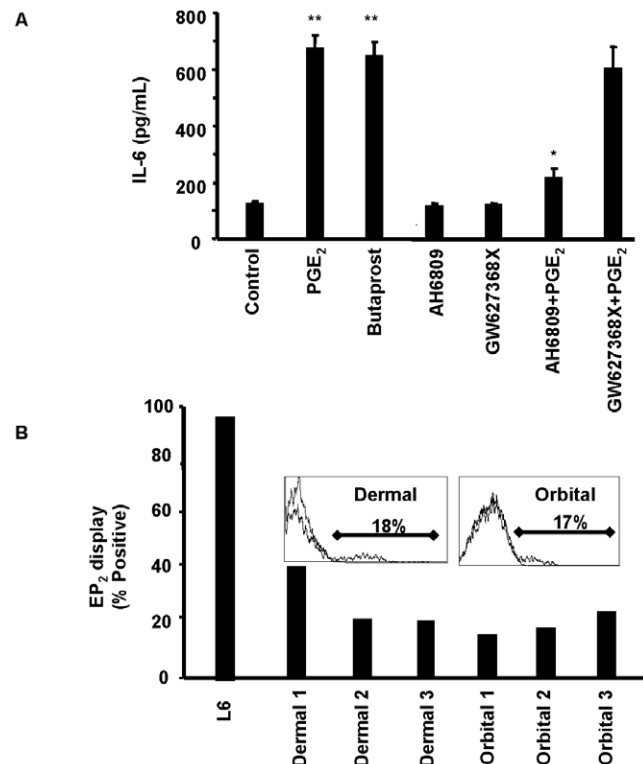 A
IL-6 (pg/mL)
800
600
400
200
0
**
**
*
Control
PGE₂
Butaprost
AH6809
GW627368X
AH6809+PGE₂
GW627368X+PGE₂
B
EP₂ display
(% Positive)
100
80
60
40
20
0
Dermal
18%
Orbital
17%
L6
Dermal 1
Dermal 2
Dermal 3
Orbital 1
Orbital 2
Orbital 3